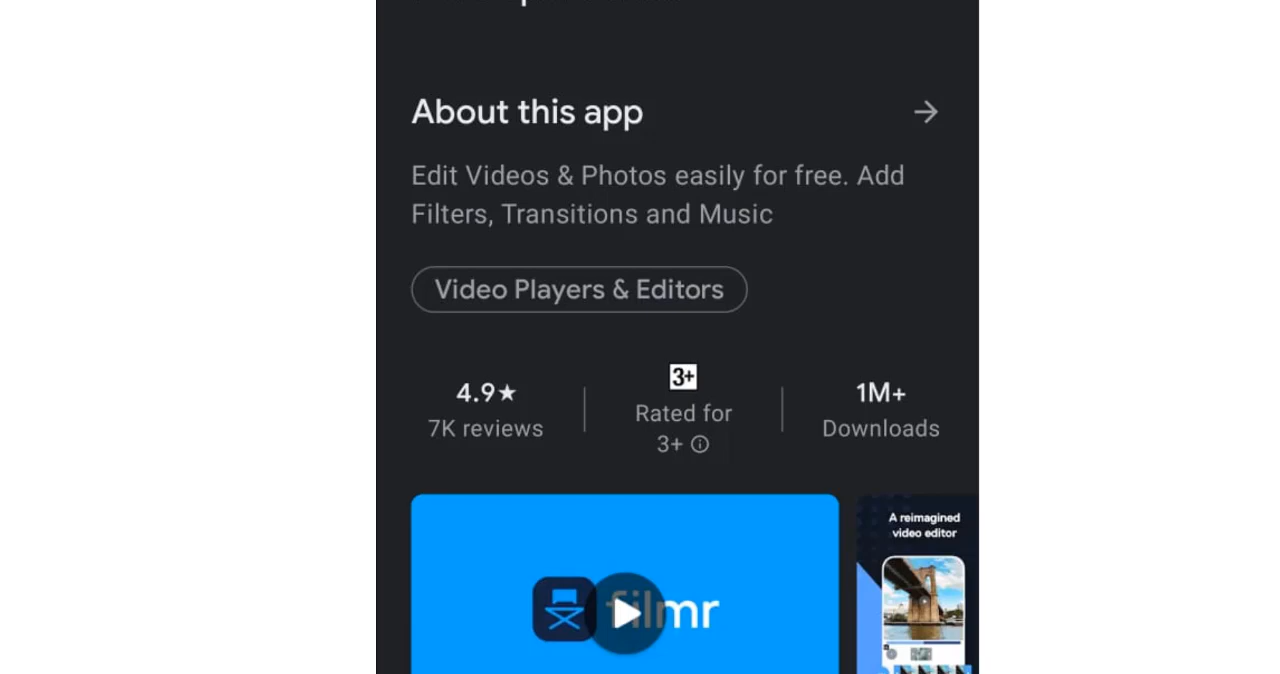 About this app
Edit Videos & Photos easily for free. Add
Filters, Transitions and Music
Video Players & Editors
4.9★
7K reviews
3+
Rated for
3+
1M+
Downloads
filmr
A reimagined
video editor